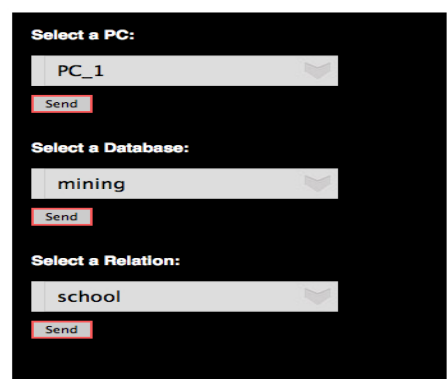 Select a PC:
PC_1
Send
Select a Database:
mining
Send
Select a Relation:
school
Send